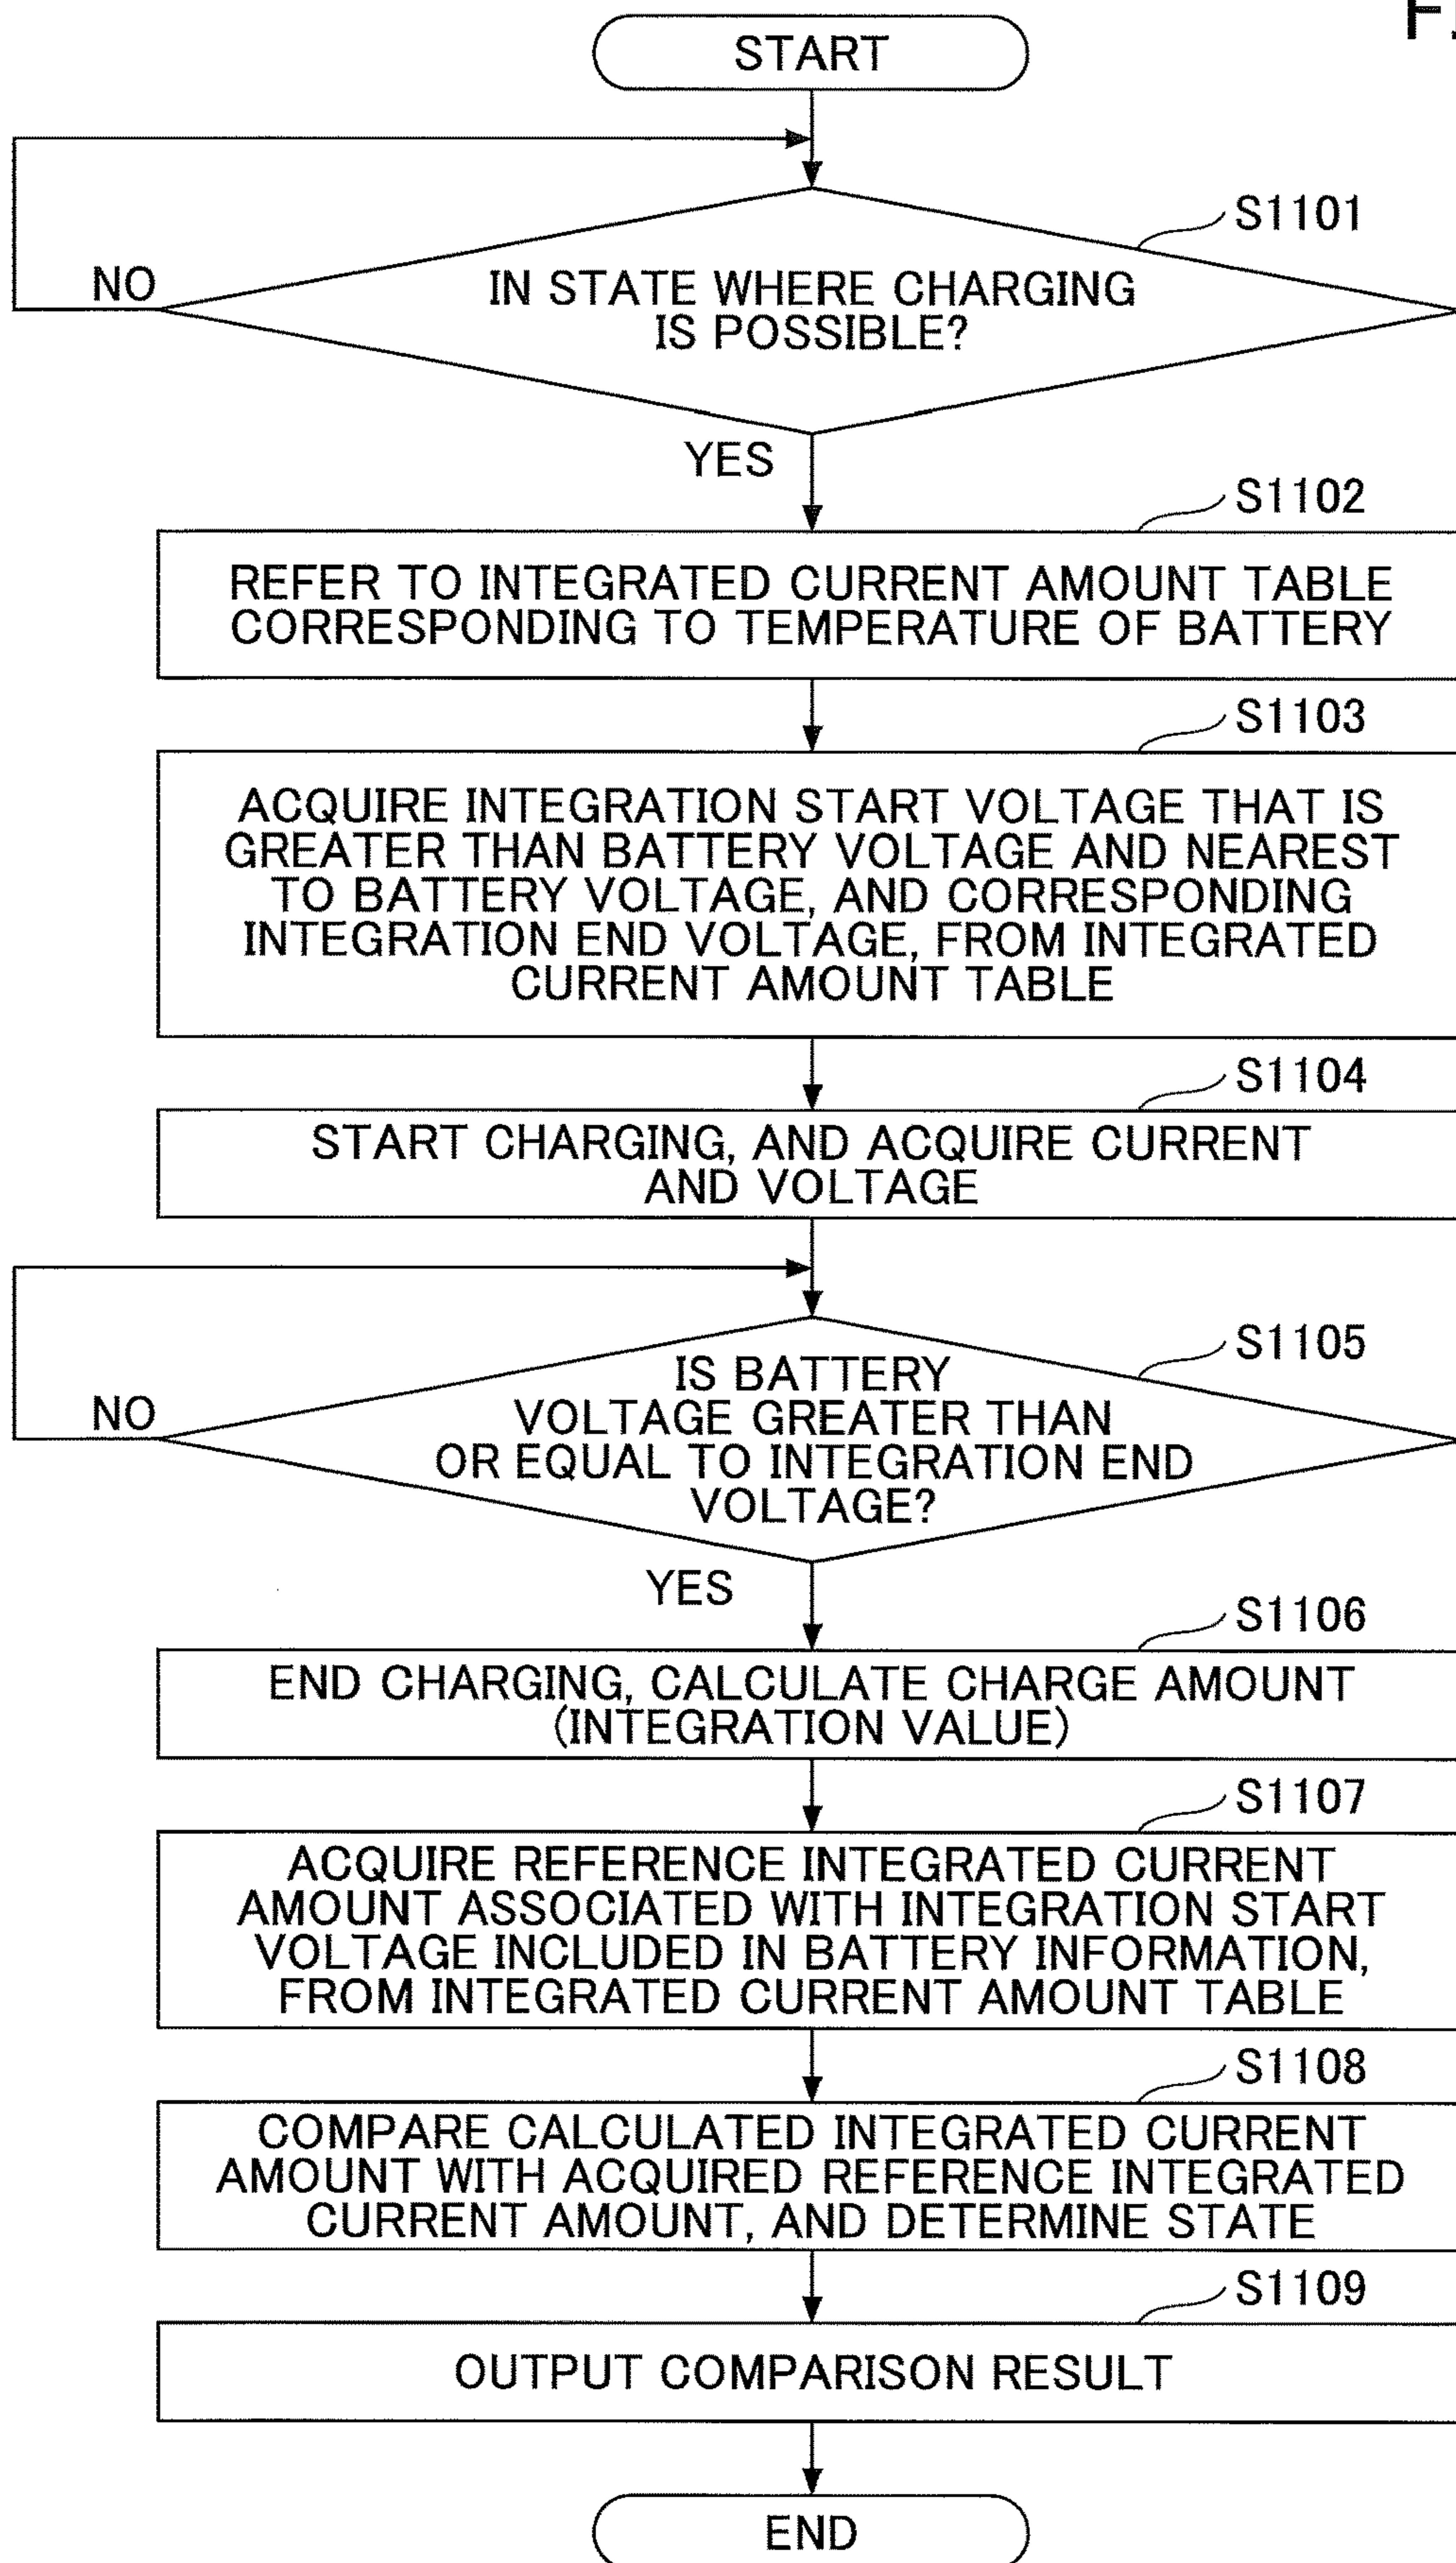 START
S1101
NO
IN STATE WHERE CHARGING
IS POSSIBLE?
YES
S1102
REFER TO INTEGRATED CURRENT AMOUNT TABLE
CORRESPONDING TO TEMPERATURE OF BATTERY
S1103
ACQUIRE INTEGRATION START VOLTAGE THAT IS
GREATER THAN BATTERY VOLTAGE AND NEAREST
TO BATTERY VOLTAGE, AND CORRESPONDING
INTEGRATION END VOLTAGE, FROM INTEGRATED
CURRENT AMOUNT TABLE
S1104
START CHARGING, AND ACQUIRE CURRENT
AND VOLTAGE
S1105
NO
IS BATTERY
VOLTAGE GREATER THAN
OR EQUAL TO INTEGRATION END
VOLTAGE?
YES
S1106
END CHARGING, CALCULATE CHARGE AMOUNT
(INTEGRATION VALUE)
S1107
ACQUIRE REFERENCE INTEGRATED CURRENT
AMOUNT ASSOCIATED WITH INTEGRATION START
VOLTAGE INCLUDED IN BATTERY INFORMATION,
FROM INTEGRATED CURRENT AMOUNT TABLE
S1108
COMPARE CALCULATED INTEGRATED CURRENT
AMOUNT WITH ACQUIRED REFERENCE INTEGRATED
CURRENT AMOUNT, AND DETERMINE STATE
S1109
OUTPUT COMPARISON RESULT
END